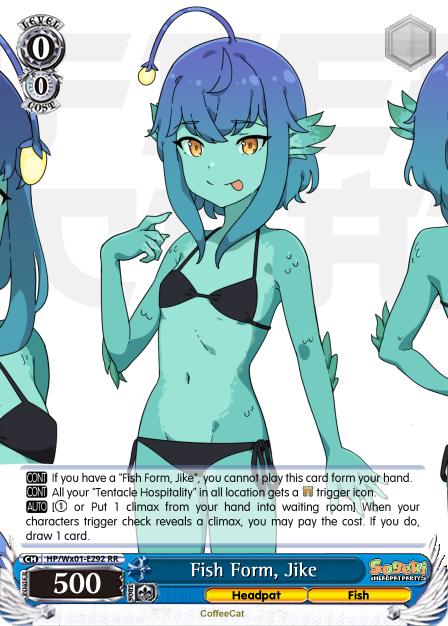 LEVEL
0
0
COST
CONT If you have a "Fish Form, Jike", you cannot play this card form your hand.
CONT All your "Tentacle Hospitality" in all location gets a trigger icon.
AUTO [① or Put 1 climax from your hand into waiting room] When your
characters trigger check reveals a climax, you may pay the cost. If you do,
draw 1 card.
CH HP/Wx01-E292 RR
POWER 500 SOUL Fish Form, Jike
Headpat Fish
HEADPATPARTY
CoffeeCat